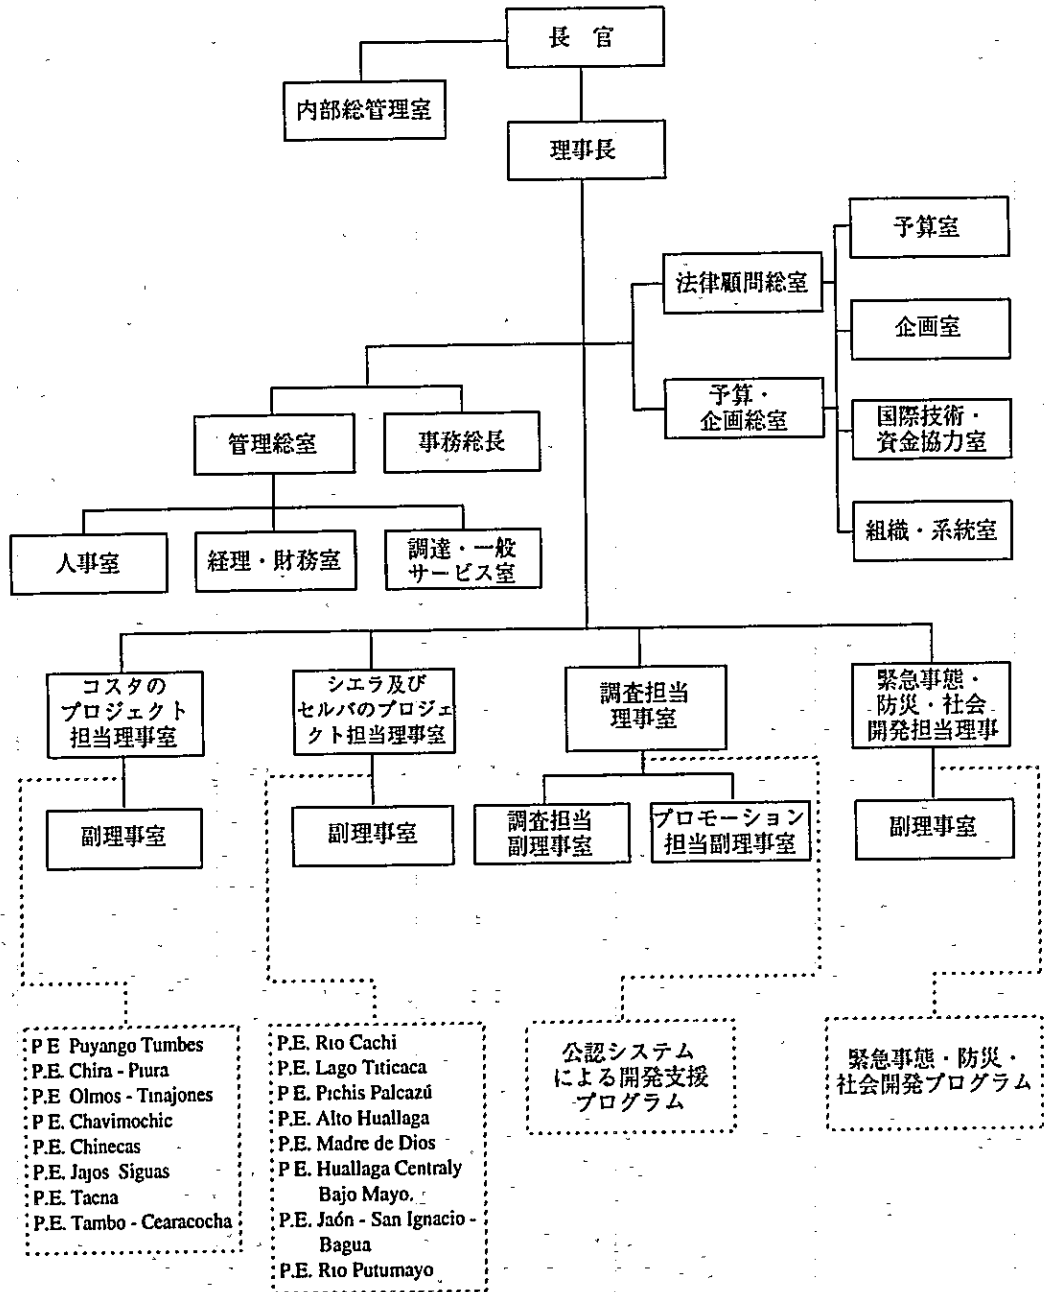 長官
内部総管理室
理事長
予算室
法律顧問総室
企画室
予算・
企画総室
国際技術・
資金協力室
管理総室
事務総長
組織・系統室
人事室
経理・財務室
調達・一般
サービス室
コスタの
プロジェクト
担当理事室
シエラ及び
セルバのプロジェ
クト担当理事室
調査担当
理事室
緊急事態・
防災・社会
開発担当理事
副理事室
副理事室
調査担当
副理事室
プロモーション
担当副理事室
副理事室
P E Puyango Tumbes
P.E. Chira - Piura
P.E Olmos - Tinajones
P E. Chavimochic
P.E. Chinecas
P.E. Jajos Siguas
P.E. Tacna
P.E. Tambo - Cearacocha
P.E. Rio Cachi
P.E. Lago Titicaca
P E. Pichis Palcazú
P.E. Alto Huallaga
P.E. Madre de Dios
P E. Huallaga Centraly
Bajo Mayo.
P.E. Jaón - San Ignacio -
Bagua
P.E. Rio Putumayo
公認システム
による開発支援
プログラム
緊急事態・防災・
社会開発プログラム